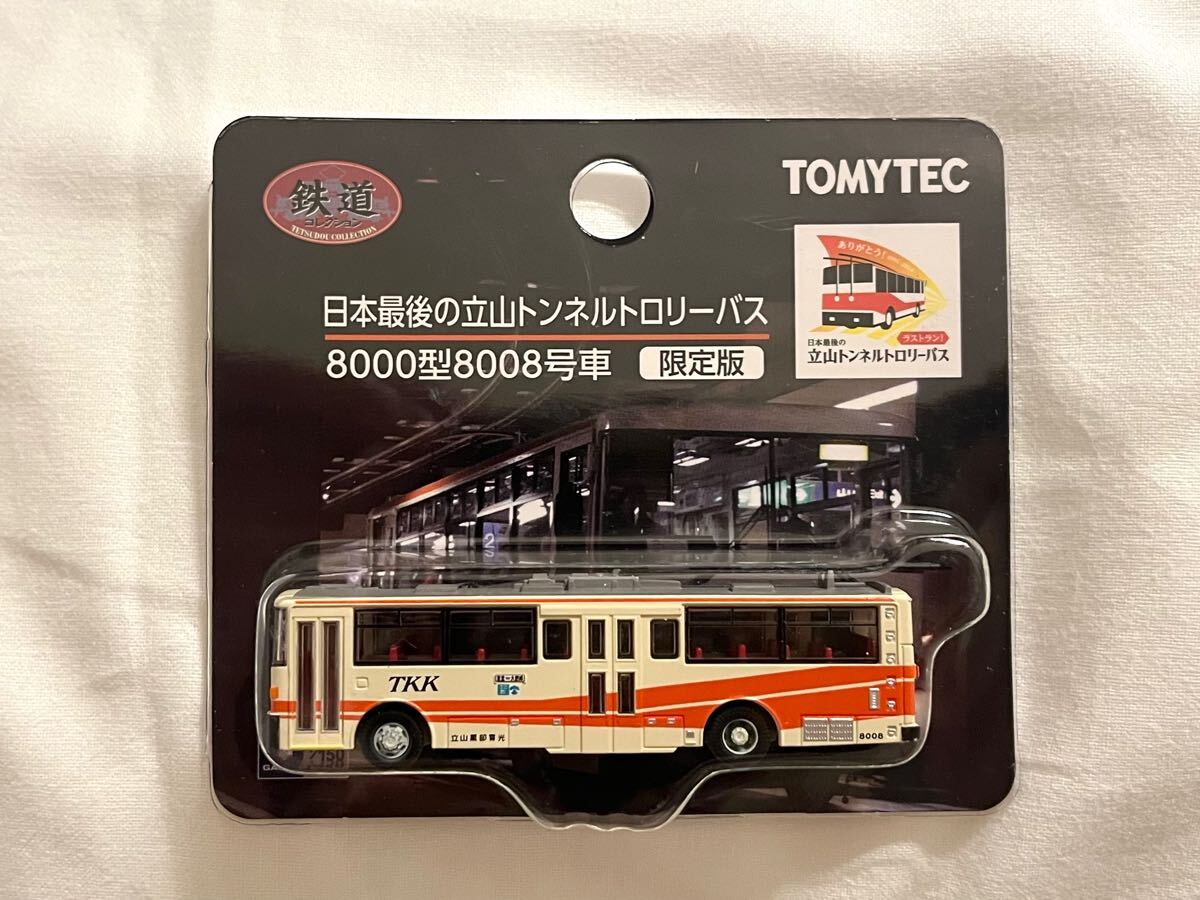 鉄道
コレクション
TETSUDOU COLLECTION
TOMYTEC
ありがとう!
日本最後の
ラストラン!
立山トンネルトロリーバス
日本最後の立山トンネルトロリーバス
8000型8008号車 限定版
TKK
立山黒部貫光
8008